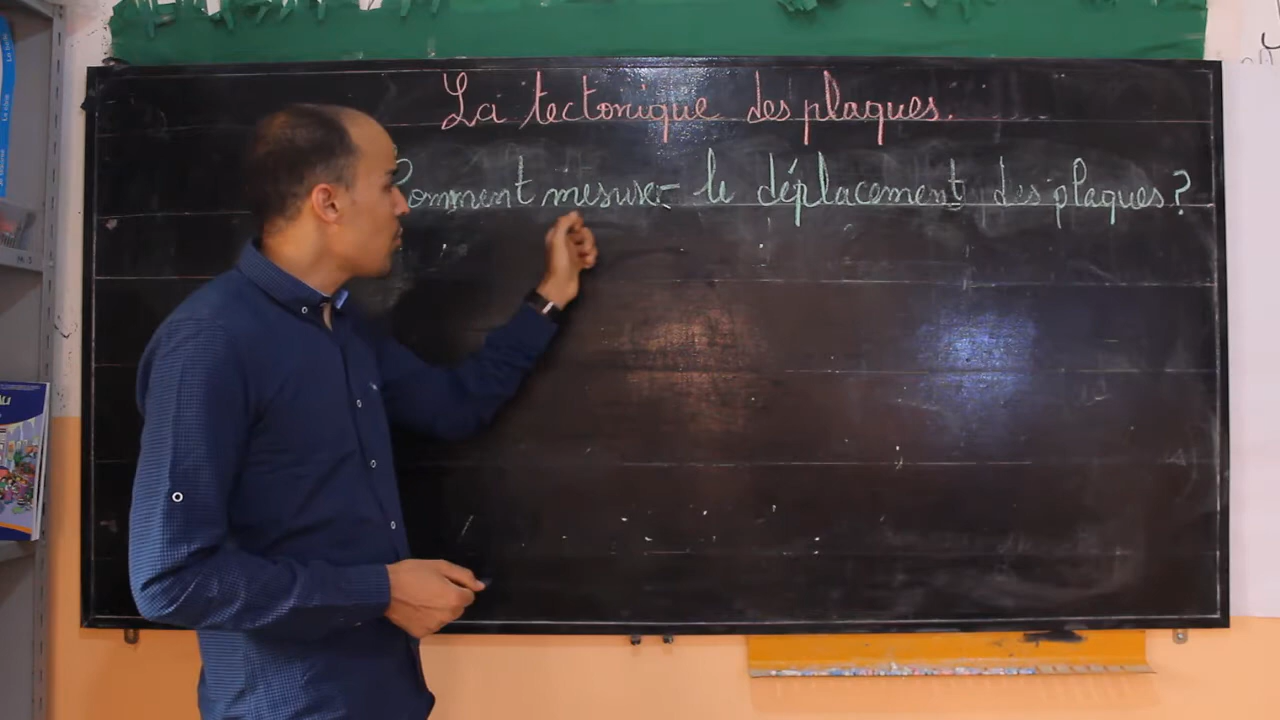 La tectonique des plaques.
Comment mesurer le déplacement des plaques ?